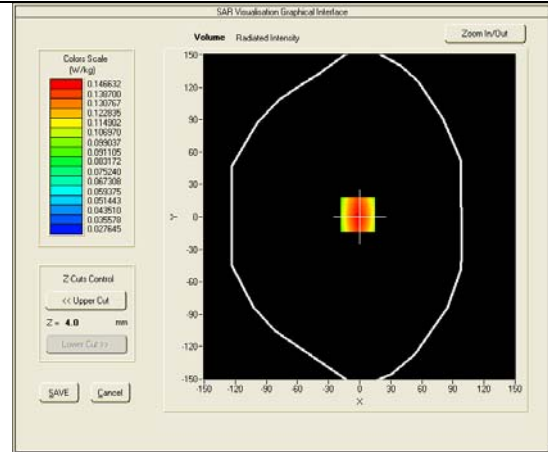 SAR Visualisation Graphical Interface
Volume Radiated Intensity
Zoom In/Out
Colors Scale
(W/kg)
0.146632
0.138700
0.130767
0.122835
0.114902
0.106970
0.099037
0.091105
0.083172
0.075240
0.067308
0.059375
0.051443
0.043510
0.035578
0.027645
Z Cuts Control
<< Upper Cut
Z = 4.0 mm
Lower Cut >>
SAVE
Cancel
150
120
90
60
30
0
-30
-60
-90
-120
-150
Y
-150 -120 -90 -60 -30 0 30 60 90 120 150
X